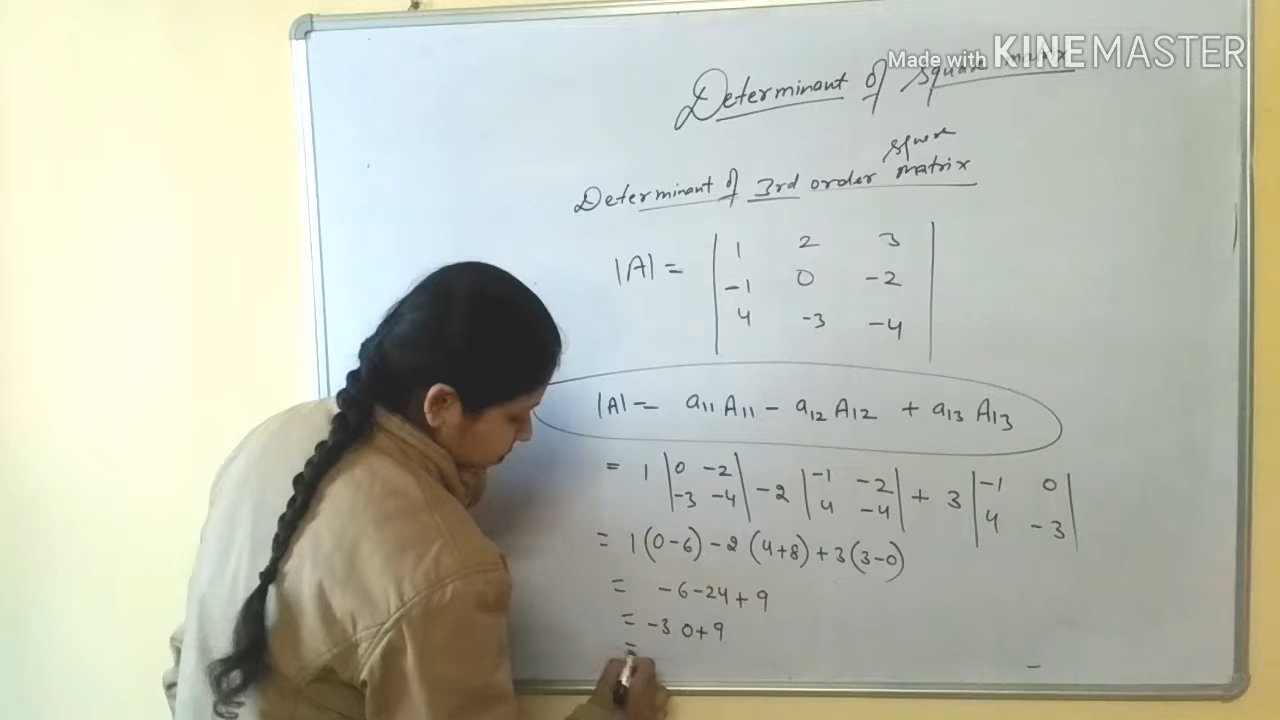 Made with KINEMASTER
Determinant of square matrix
square
Determinant of 3rd order matrix
|A| = | 1 2 3 |
| -1 0 -2 |
| 4 -3 -4 |
|A| = a11 A11 - a12 A12 + a13 A13
= 1 | 0 -2 | - 2 | -1 -2 | + 3 | -1 0 |
| -3 -4 | | 4 -4 | | 4 -3 |
= 1(0-6) - 2 (4+8) + 3(3-0)
= -6-24+9
= -30+9
=